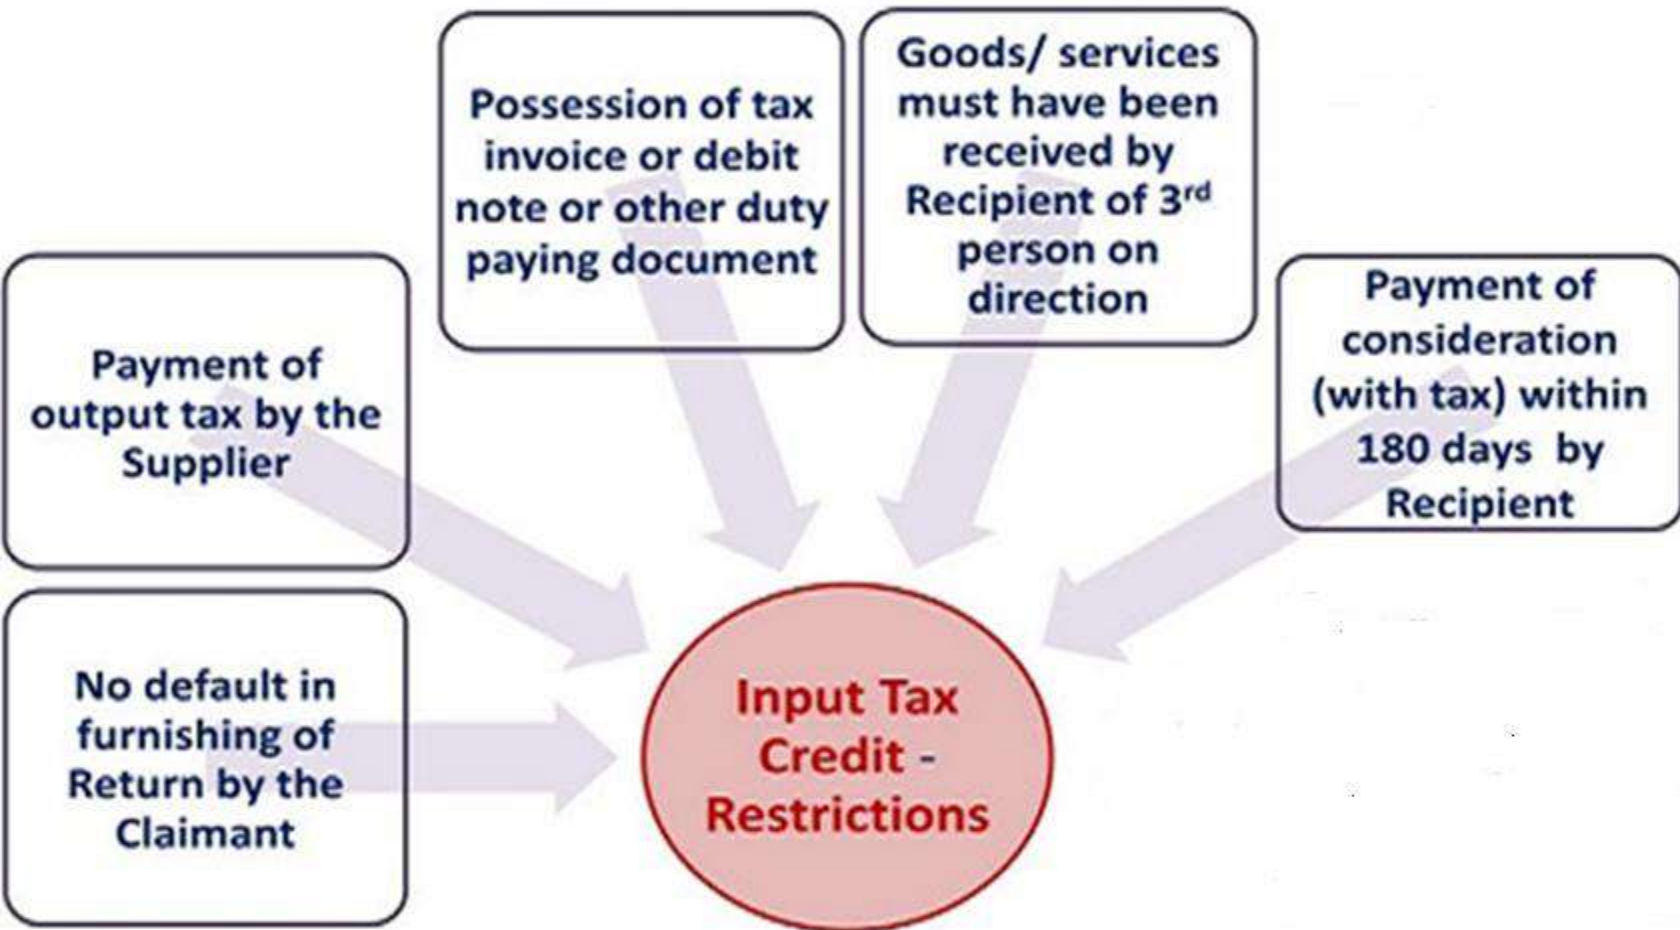 Possession of tax
invoice or debit
note or other duty
paying document
Goods/ services
must have been
received by
Recipient of 3rd
person on
direction
Payment of
output tax by the
Supplier
Payment of
consideration
(with tax) within
180 days by
Recipient
No default in
furnishing of
Return by the
Claimant
Input Tax
Credit -
Restrictions